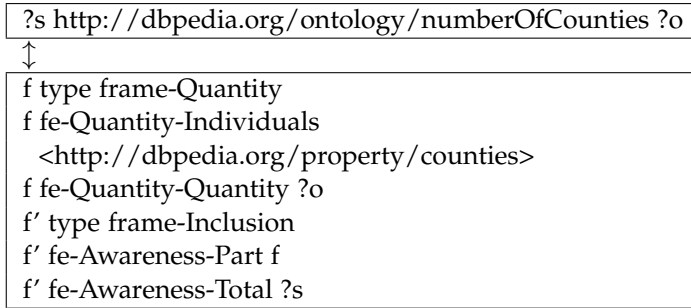 ?s http://dbpedia.org/ontology/numberOfCounties ?o
↕
f type frame-Quantity
f fe-Quantity-Individuals
<http://dbpedia.org/property/counties>
f fe-Quantity-Quantity ?o
f' type frame-Inclusion
f' fe-Awareness-Part f
f' fe-Awareness-Total ?s